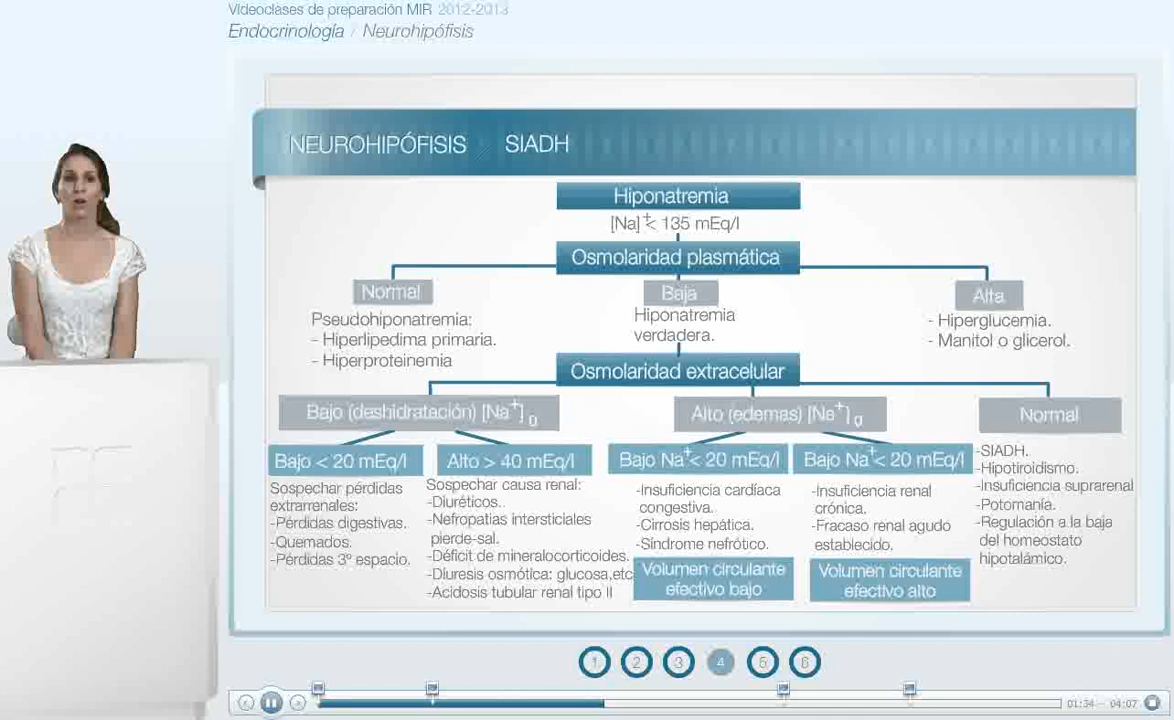 Videoclases de preparación MIR 2012-2013
Endocrinología / Neurohipófisis
NEUROHIPÓFISIS / SIADH
Hiponatremia
[Na]⁺< 135 mEq/l
Osmolaridad plasmática
Normal
Pseudohiponatremia:
- Hiperlipedima primaria.
- Hiperproteinemia
Baja
Hiponatremia
verdadera.
Alta
- Hiperglucemia.
- Manitol o glicerol.
Osmolaridad extracelular
Bajo (deshidratación) [Na⁺]₀
Bajo < 20 mEq/l
Sospechar pérdidas
extrarrenales:
-Pérdidas digestivas.
-Quemados.
-Pérdidas 3º espacio.
Alto > 40 mEq/l
Sospechar causa renal:
-Diuréticos.
-Nefropatias intersticiales
pierde-sal.
-Déficit de mineralocorticoides.
-Diuresis osmótica: glucosa,etc
-Acidosis tubular renal tipo II
Alto (edemas) [Na⁺]₀
Bajo Na⁺< 20 mEq/l
-Insuficiencia cardíaca
congestiva.
-Cirrosis hepática.
-Síndrome nefrótico.
Volumen circulante
efectivo bajo
Bajo Na⁺< 20 mEq/l
-Insuficiencia renal
crónica.
-Fracaso renal agudo
establecido.
Volumen circulante
efectivo alto
Normal
-SIADH.
-Hipotiroidismo.
-Insuficiencia suprarrenal
-Potomanía.
-Regulación a la baja
del homeostato
hipotalámico.
1 2 3 4 5 6
01:34 - 04:07